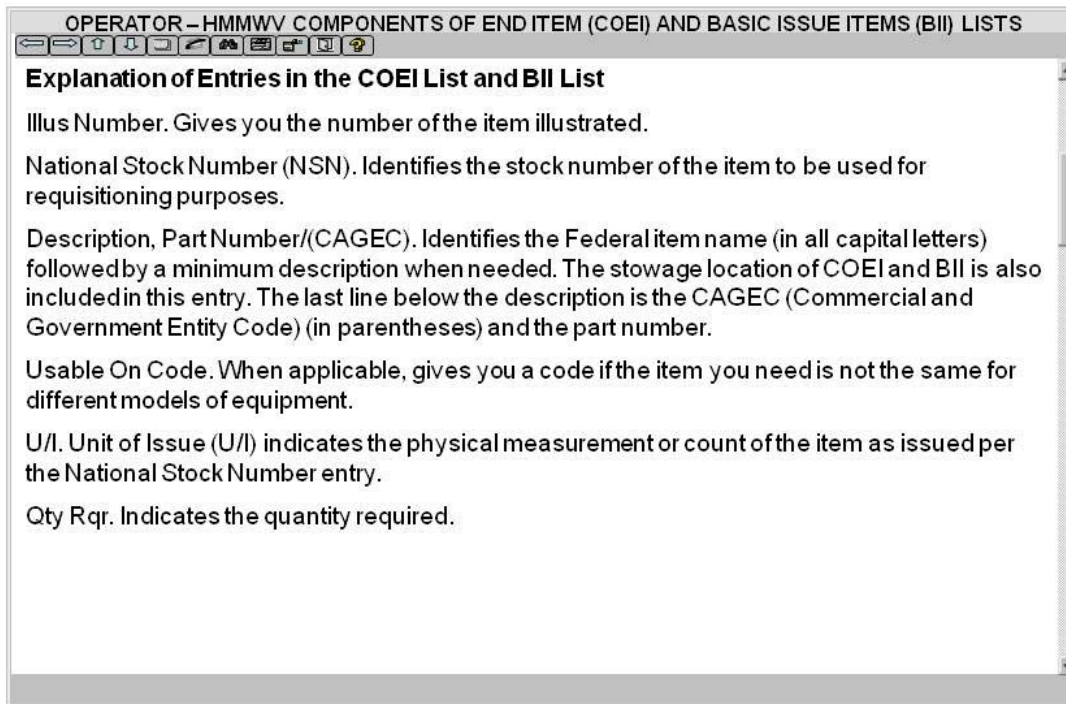 OPERATOR – HMMWV COMPONENTS OF END ITEM (COEI) AND BASIC ISSUE ITEMS (BII) LISTS
Explanation of Entries in the COEI List and BII List
Illus Number. Gives you the number of the item illustrated.
National Stock Number (NSN). Identifies the stock number of the item to be used for
requisitioning purposes.
Description, Part Number/(CAGEC). Identifies the Federal item name (in all capital letters)
followed by a minimum description when needed. The stowage location of COEI and BII is also
included in this entry. The last line below the description is the CAGEC (Commercial and
Government Entity Code) (in parentheses) and the part number.
Usable On Code. When applicable, gives you a code if the item you need is not the same for
different models of equipment.
U/I. Unit of Issue (U/I) indicates the physical measurement or count of the item as issued per
the National Stock Number entry.
Qty Rqr. Indicates the quantity required.